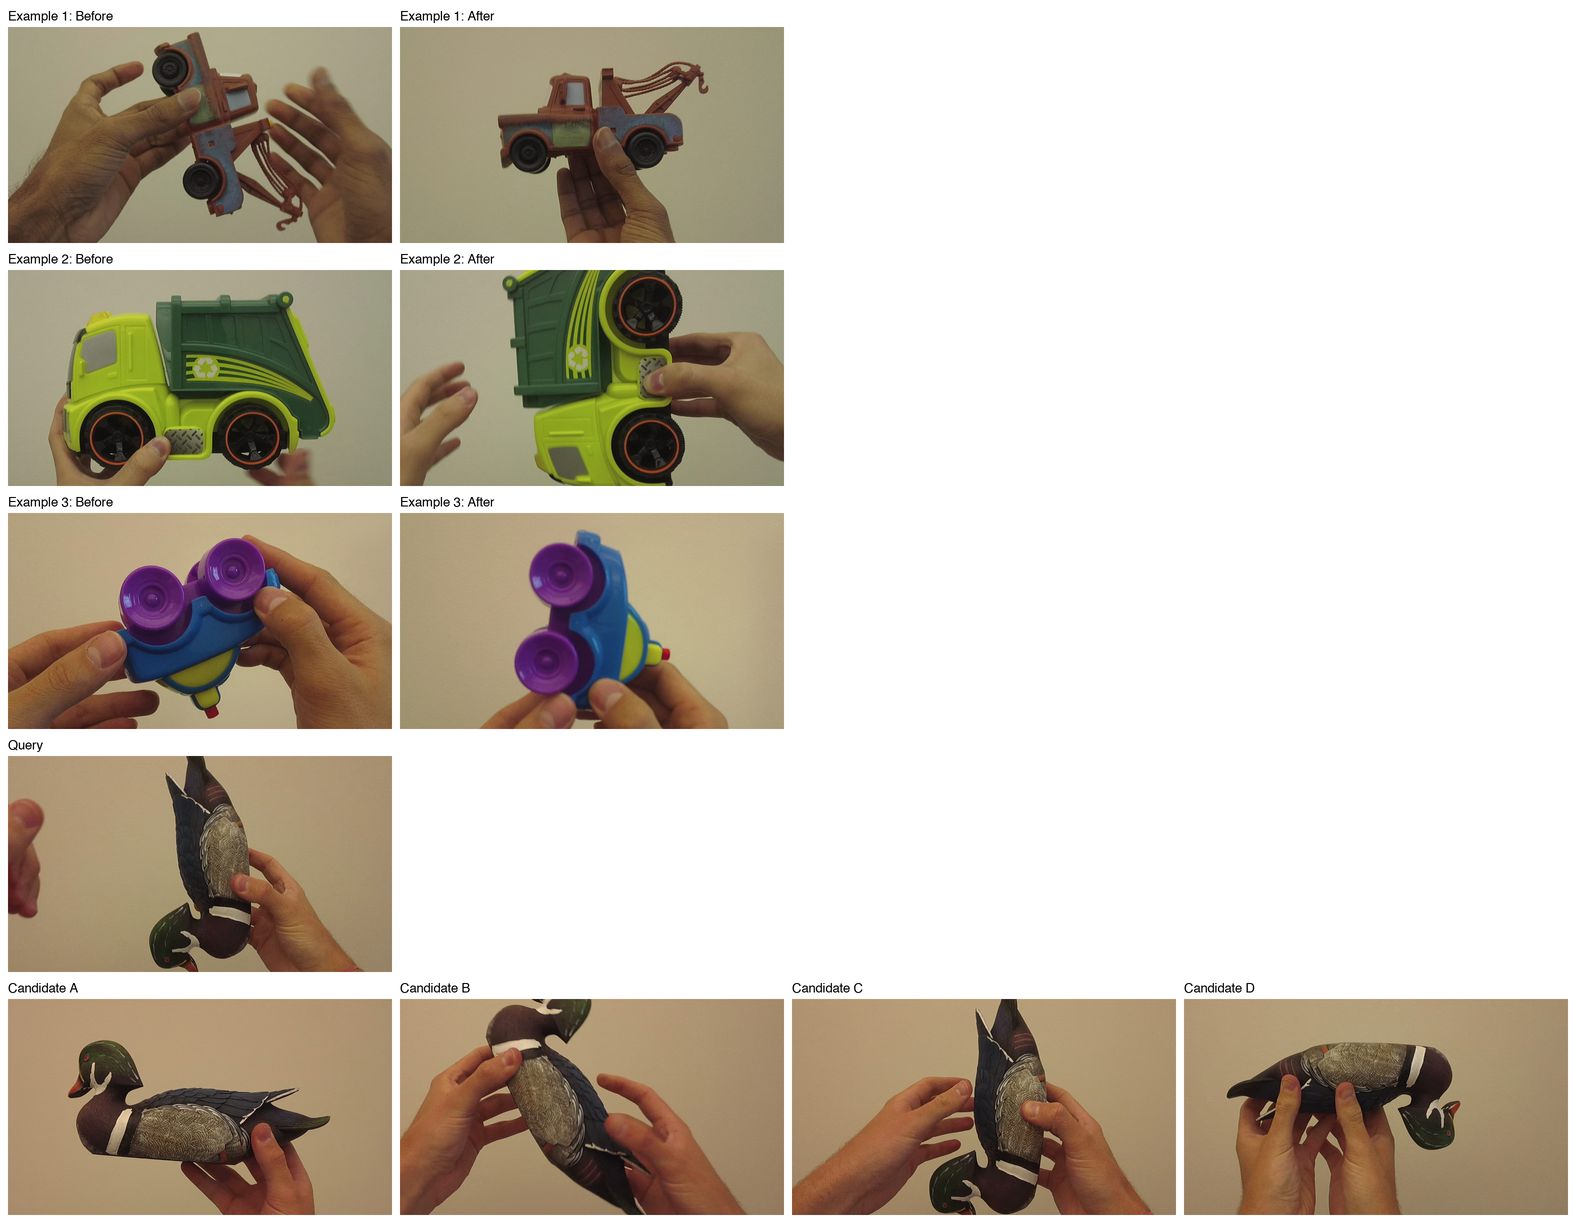 Example 1: Before
Example 1: After
Example 2: Before
Example 2: After
Example 3: Before
Example 3: After
Query
Candidate A
Candidate B
Candidate C
Candidate D